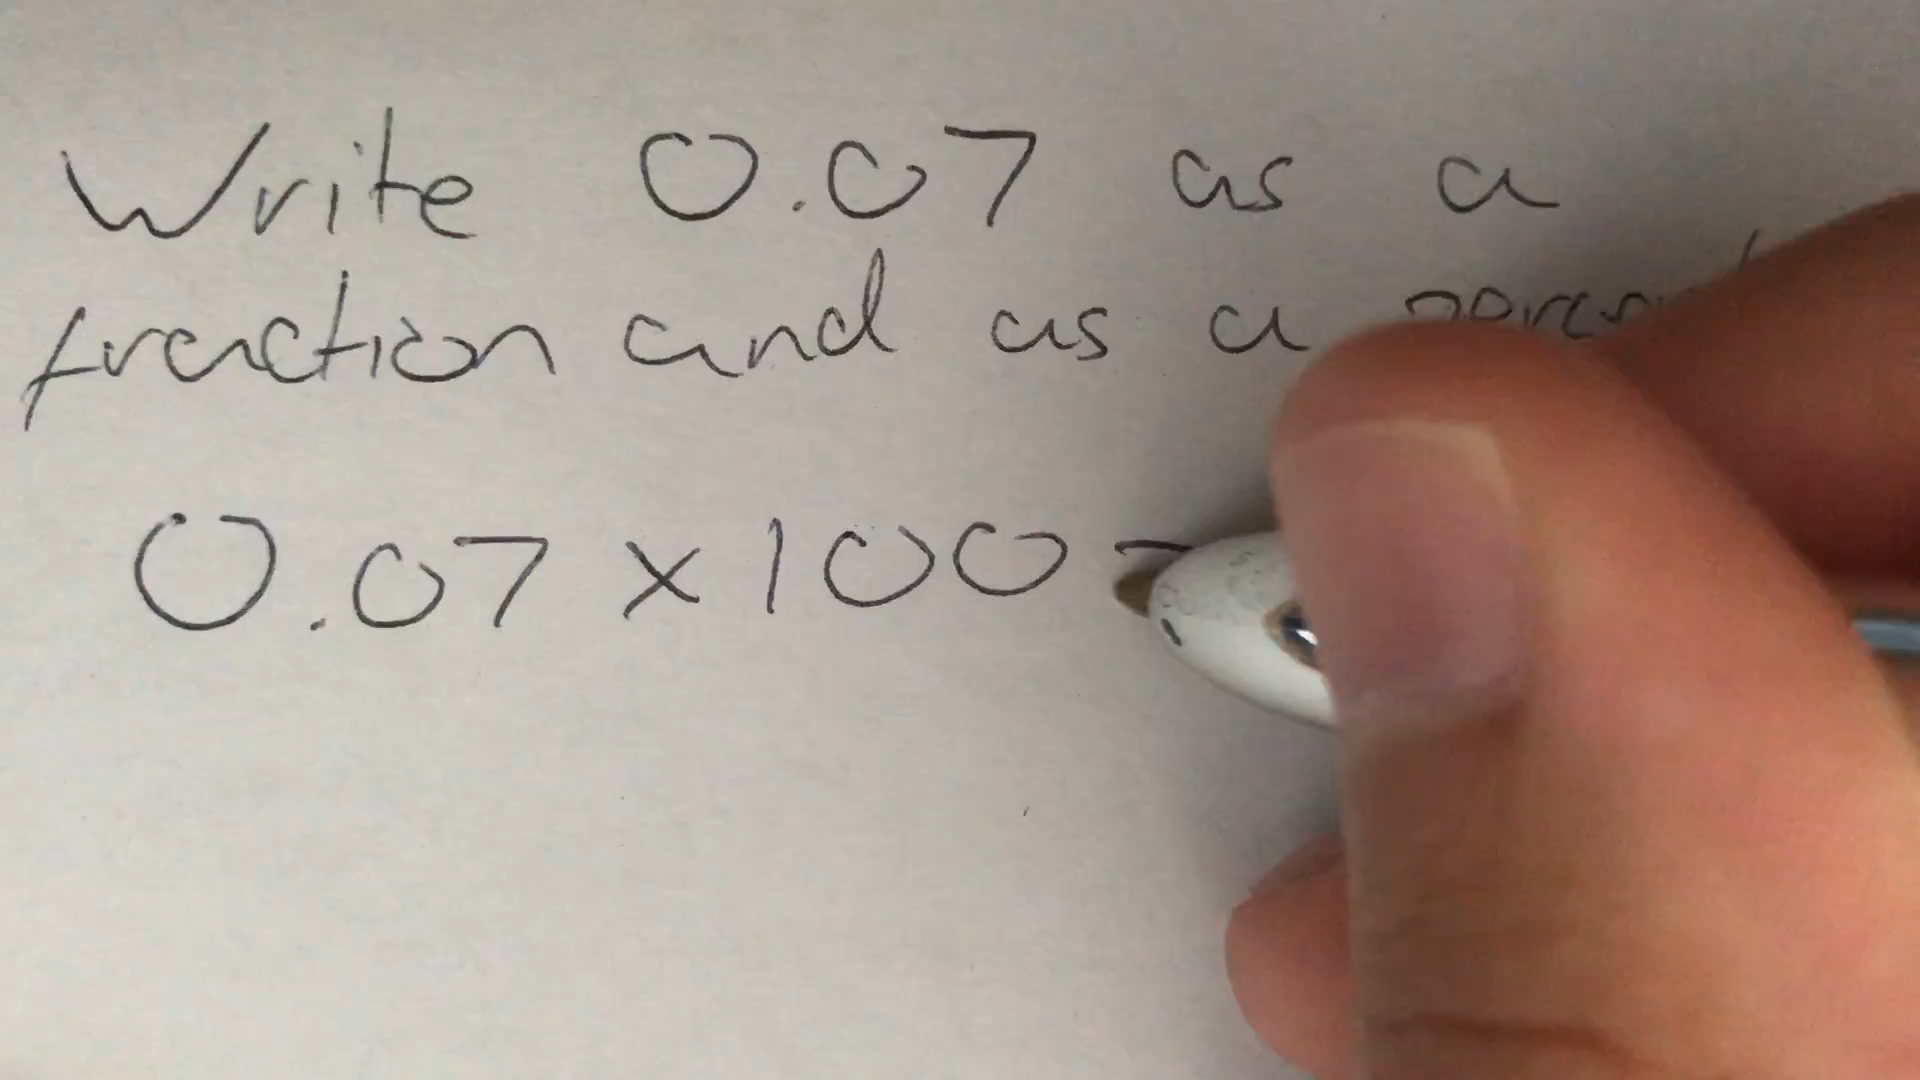 Write 0.07 as a
fraction and as a
0.07 x 100